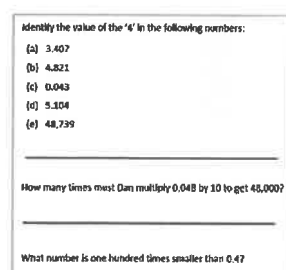 Identify the value of the '4' in the following numbers:
(a) 3.407
(b) 4.821
(c) 0.043
(d) 5.104
(e) 48,739
How many times must Dan multiply 0.048 by 10 to get 48,000?
What number is one hundred times smaller than 0.4?